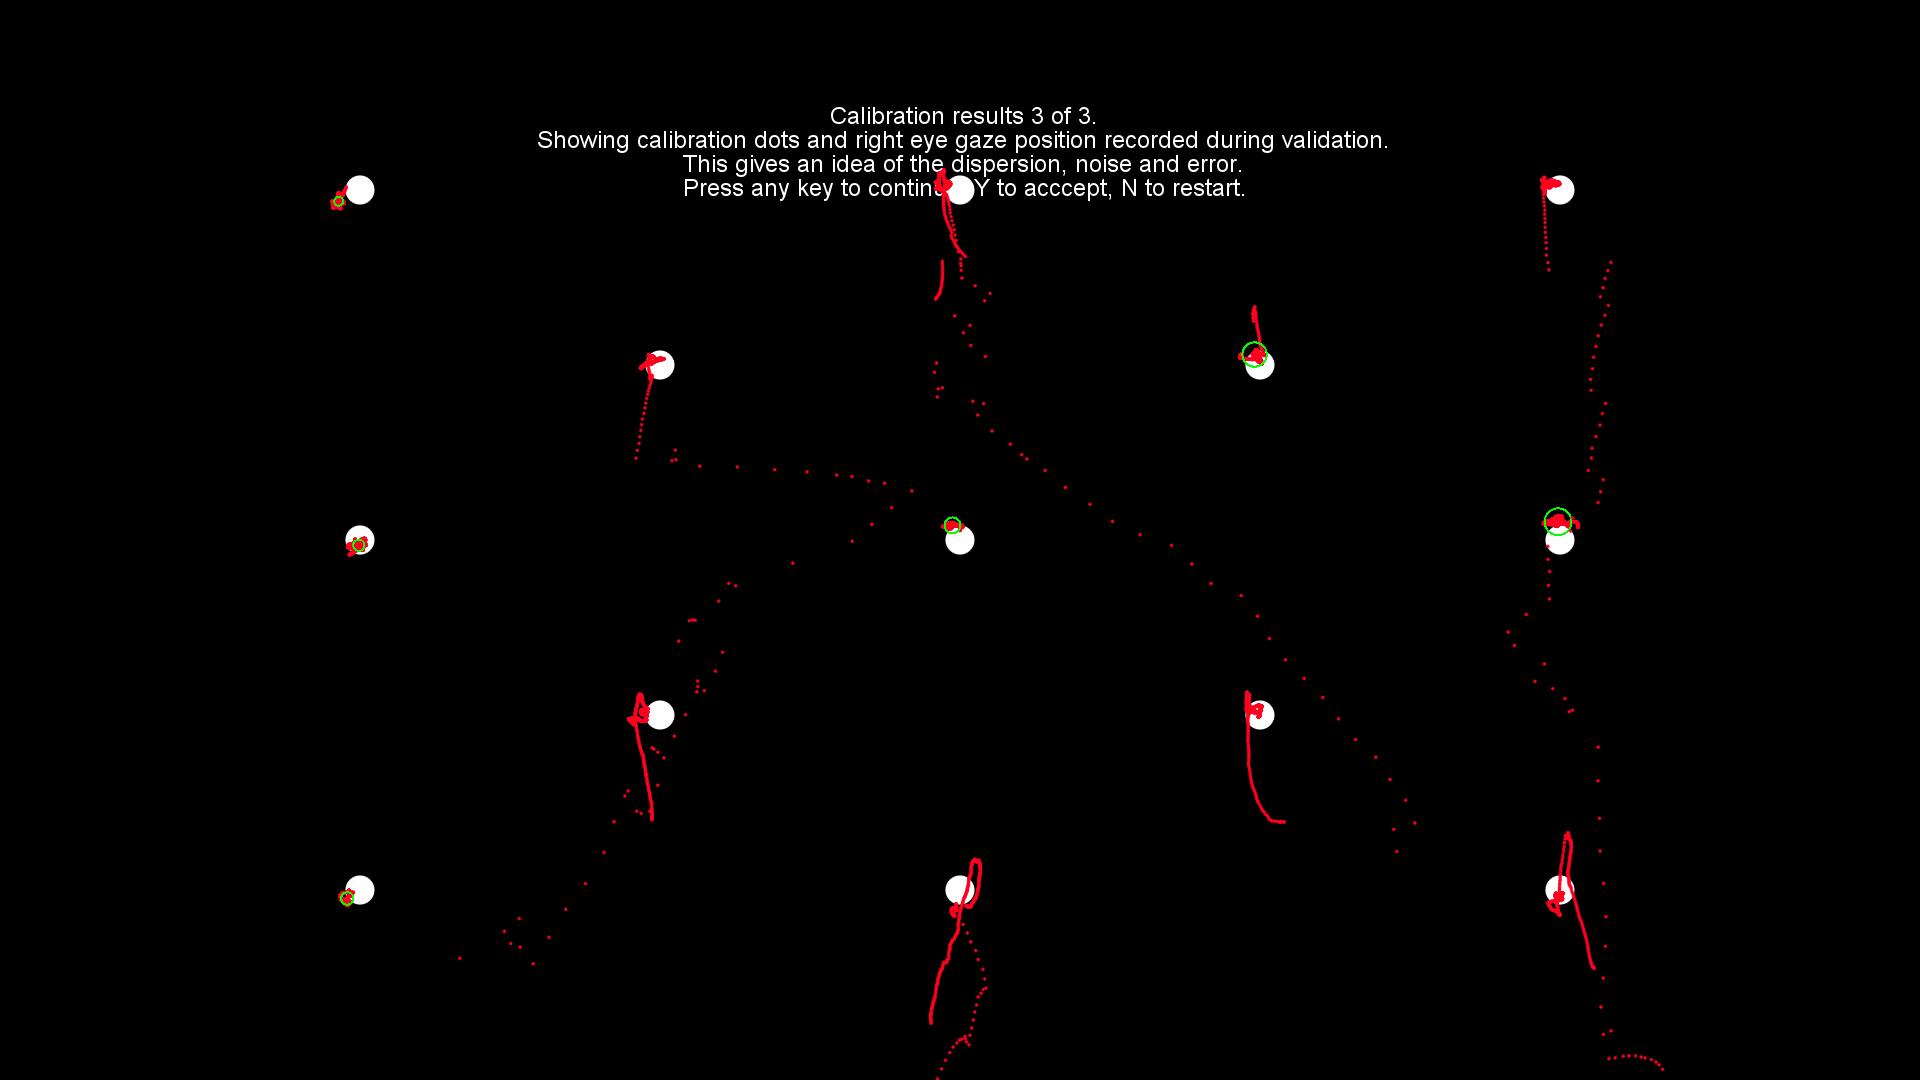 Calibration results 3 of 3.
Showing calibration dots and right eye gaze position recorded during validation.
This gives an idea of the dispersion, noise and error.
Press any key to continu Y to acccept, N to restart.